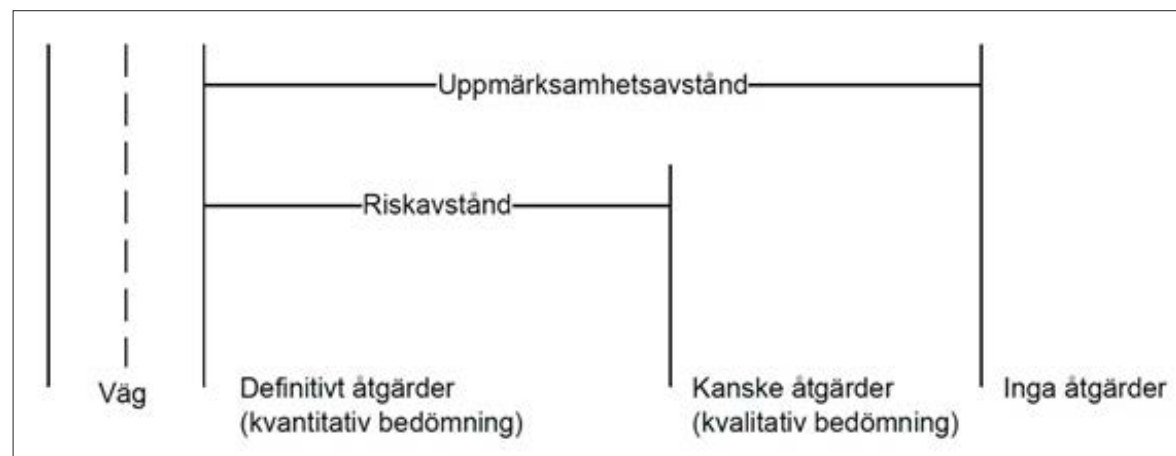 Uppmärksamhetsavstånd
Riskavstånd
Väg
Definitivt åtgärder
(kvantitativ bedömning)
Kanske åtgärder
(kvalitativ bedömning)
Inga åtgärder